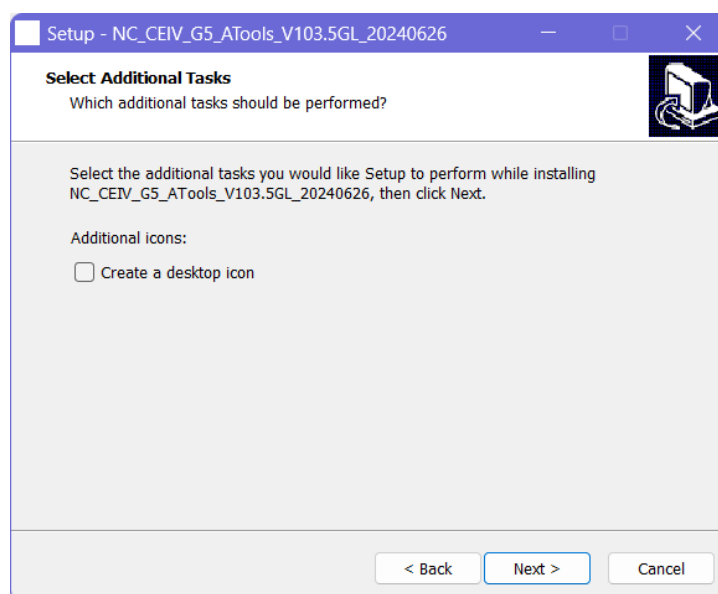 Setup - NC_CEIV_G5_ATools_V103.5GL_20240626
Select Additional Tasks
Which additional tasks should be performed?
Select the additional tasks you would like Setup to perform while installing
NC_CEIV_G5_ATools_V103.5GL_20240626, then click Next.
Additional icons:
Create a desktop icon
< Back
Next >
Cancel